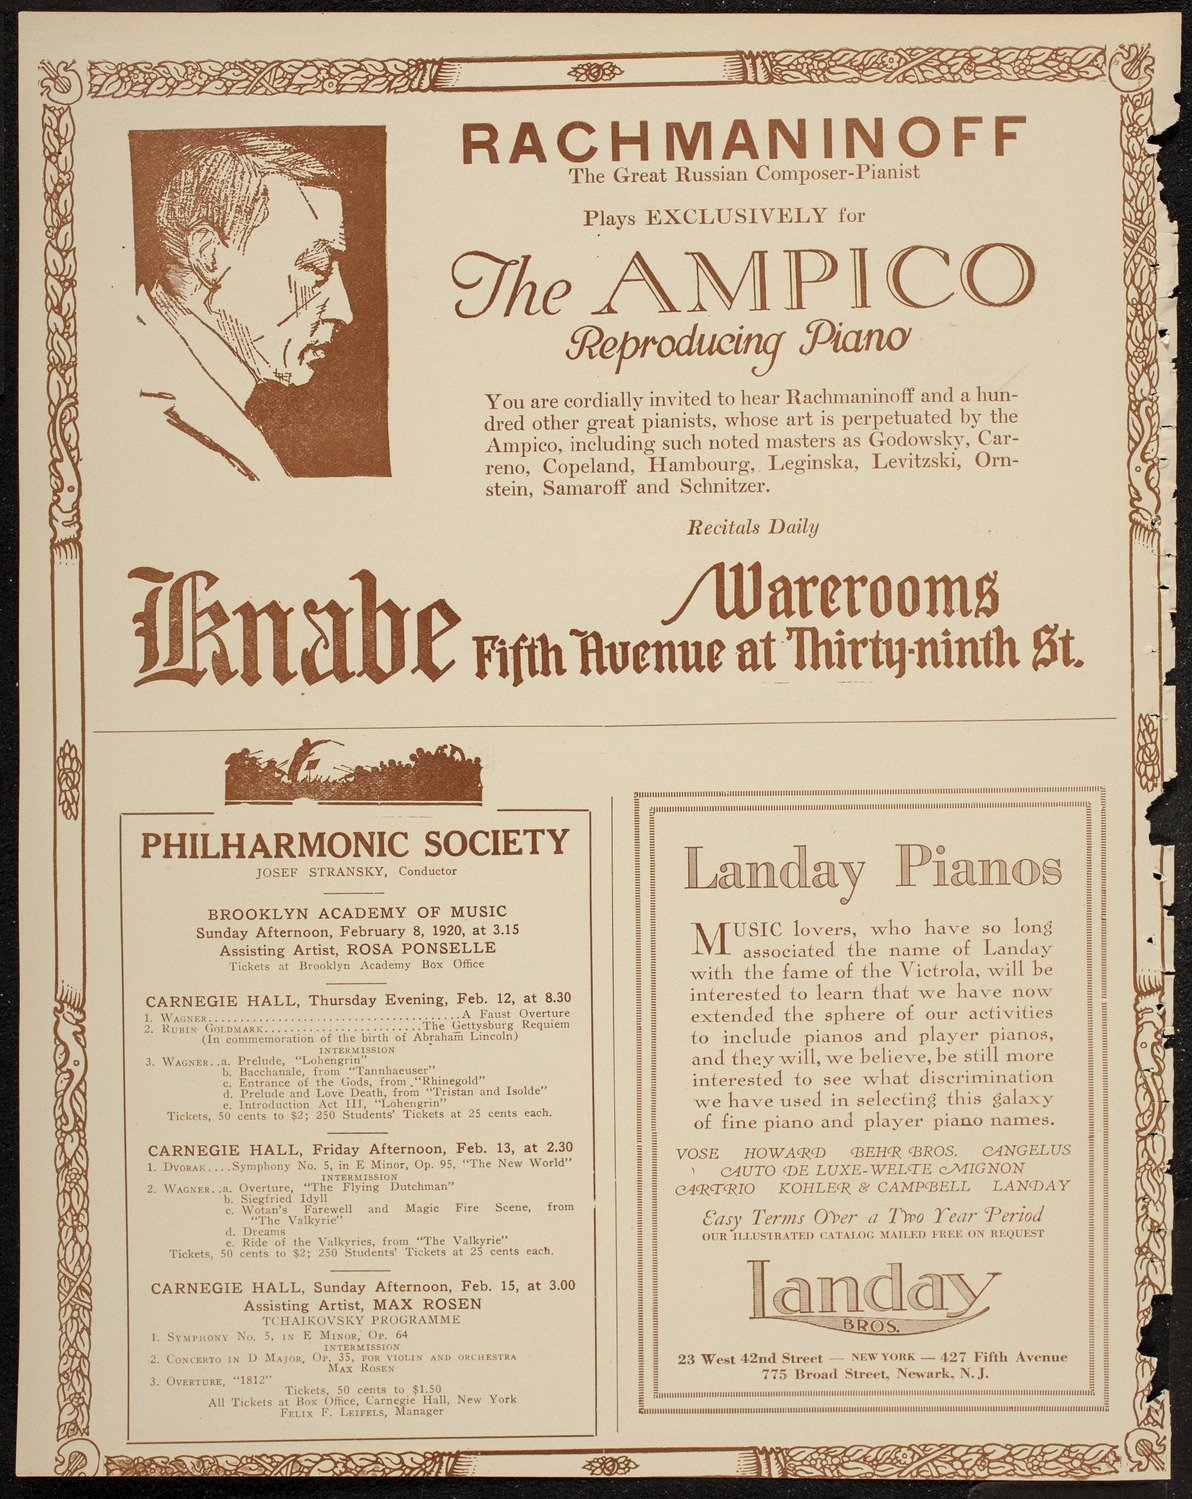 RACHMANINOFF
The Great Russian Composer-Pianist
Plays EXCLUSIVELY for
The AMPICO
Reproducing Piano
You are cordially invited to hear Rachmaninoff and a hun-
dred other great pianists, whose art is perpetuated by the
Ampico, including such noted masters as Godowsky, Car-
reno, Copeland, Hambourg, Leginska, Levitzski, Orn-
stein, Samaroff and Schnitzer.
Recitals Daily
Knabe Warerooms
Fifth Avenue at Thirty-ninth St.
PHILHARMONIC SOCIETY
JOSEF STRANSKY, Conductor
BROOKLYN ACADEMY OF MUSIC
Sunday Afternoon, February 8, 1920, at 3.15
Assisting Artist, ROSA PONSELLE
Tickets at Brooklyn Academy Box Office
CARNEGIE HALL, Thursday Evening, Feb. 12, at 8.30
1. WAGNER........................................A Faust Overture
2. RUBIN GOLDMARK........................The Gettysburg Requiem
(In commemoration of the birth of Abraham Lincoln)
INTERMISSION
3. WAGNER..a. Prelude, "Lohengrin"
b. Bacchanale, from "Tannhaeuser"
c. Entrance of the Gods, from "Rhinegold"
d. Prelude and Love Death, from "Tristan and Isolde"
e. Introduction Act III, "Lohengrin"
Tickets, 50 cents to $2; 250 Students' Tickets at 25 cents each.
CARNEGIE HALL, Friday Afternoon, Feb. 13, at 2.30
1. DVORAK....Symphony No. 5, in E Minor, Op. 95, "The New World"
INTERMISSION
2. WAGNER..a. Overture, "The Flying Dutchman"
b. Siegfried Idyll
c. Wotan's Farewell and Magic Fire Scene, from
"The Valkyrie"
d. Dreams
e. Ride of the Valkyries, from "The Valkyrie"
Tickets, 50 cents to $2; 250 Students' Tickets at 25 cents each.
CARNEGIE HALL, Sunday Afternoon, Feb. 15, at 3.00
Assisting Artist, MAX ROSEN
TCHAIKOVSKY PROGRAMME
1. SYMPHONY No. 5, IN E MINOR, OP. 64
INTERMISSION
2. CONCERTO IN D MAJOR, OP. 35, FOR VIOLIN AND ORCHESTRA
MAX ROSEN
3. OVERTURE, "1812"
Tickets, 50 cents to $1.50
All Tickets at Box Office, Carnegie Hall, New York
FELIX F. LEIFELS, Manager
Landay Pianos
MUSIC lovers, who have so long
associated the name of Landay
with the fame of the Victrola, will be
interested to learn that we have now
extended the sphere of our activities
to include pianos and player pianos,
and they will, we believe, be still more
interested to see what discrimination
we have used in selecting this galaxy
of fine piano and player piano names.
VOSE HOWARD BEHR BROS. ANGELUS
AUTO DE LUXE-WELTE MIGNON
ARTRIO KOHLER & CAMPBELL LANDAY
Easy Terms Over a Two Year Period
OUR ILLUSTRATED CATALOG MAILED FREE ON REQUEST
Landay
BROS.
23 West 42nd Street — NEW YORK — 427 Fifth Avenue
775 Broad Street, Newark, N. J.